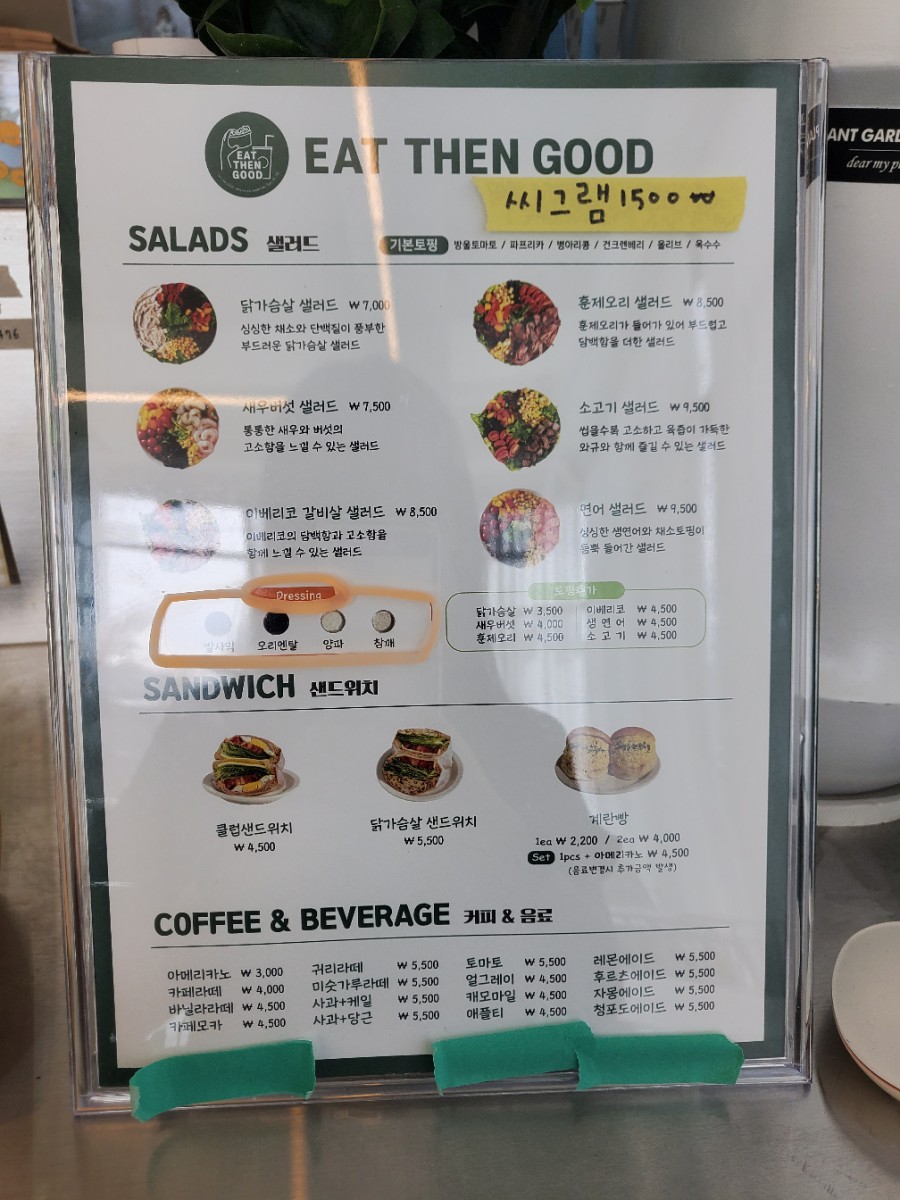 EAT THEN GOOD
EAT THEN GOOD
씨그램 1500₩
SALADS 샐러드
기본토핑 방울토마토 / 파프리카 / 병아리콩 / 건크렌베리 / 올리브 / 옥수수
닭가슴살 샐러드 ₩ 7,000
싱싱한 채소와 단백질이 풍부한
부드러운 닭가슴살 샐러드
훈제오리 샐러드 ₩ 8,500
훈제오리가 들어가 있어 부드럽고
담백함을 더한 샐러드
새우버섯 샐러드 ₩ 7,500
통통한 새우와 버섯의
고소함을 느낄 수 있는 샐러드
소고기 샐러드 ₩ 9,500
씹을수록 고소하고 육즙이 가득한
와규와 함께 즐길 수 있는 샐러드
이베리코 갈비살 샐러드 ₩ 8,500
이베리코의 담백함과 고소함을
함께 느낄 수 있는 샐러드
연어 샐러드 ₩ 9,500
싱싱한 생연어와 채소토핑이
듬뿍 들어간 샐러드
Dressing
발사믹 오리엔탈 양파 참깨
토핑추가
닭가슴살 ₩ 3,500 이베리코 ₩ 4,500
새우버섯 ₩ 4,000 생연어 ₩ 4,500
훈제오리 ₩ 4,500 소고기 ₩ 4,500
SANDWICH 샌드위치
클럽샌드위치
₩ 4,500
닭가슴살 샌드위치
₩ 5,500
계란빵
1ea ₩ 2,200 / 2ea ₩ 4,000
Set 1pcs + 아메리카노 ₩ 4,500
(음료변경시 추가금액 발생)
COFFEE & BEVERAGE 커피 & 음료
아메리카노 ₩ 3,000
카페라떼 ₩ 4,000
바닐라라떼 ₩ 4,500
카페모카 ₩ 4,500
귀리라떼 ₩ 5,500
미숫가루라떼 ₩ 5,500
사과+케일 ₩ 5,500
사과+당근 ₩ 5,500
토마토 ₩ 5,500
얼그레이 ₩ 4,500
캐모마일 ₩ 4,500
애플티 ₩ 4,500
레몬에이드 ₩ 5,500
후르츠에이드 ₩ 5,500
자몽에이드 ₩ 5,500
청포도에이드 ₩ 5,500
ANT GARD
dear my p